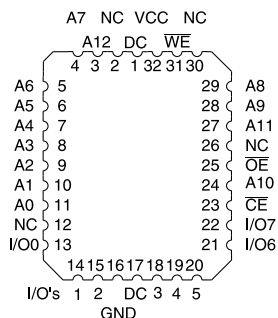 A7 NC VCC NC
A12 DC W̅E̅
4 3 2 1 32 31 30
A6 5 29 A8
A5 6 28 A9
A4 7 27 A11
A3 8 26 NC
A2 9 25 O̅E̅
A1 10 24 A10
A0 11 23 C̅E̅
NC 12 22 I/O7
I/O0 13 21 I/O6
14 15 16 17 18 19 20
I/O's 1 2 DC 3 4 5
GND